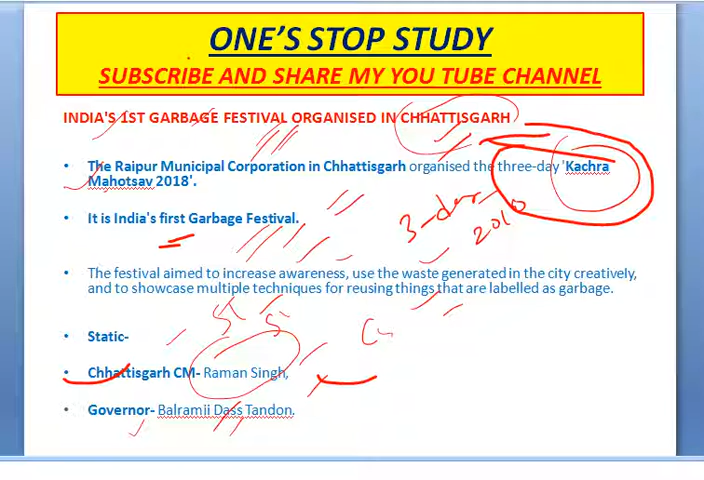 ONE'S STOP STUDY
SUBSCRIBE AND SHARE MY YOU TUBE CHANNEL
INDIA'S 1ST GARBAGE FESTIVAL ORGANISED IN CHHATTISGARH
• The Raipur Municipal Corporation in Chhattisgarh organised the three-day 'Kachra
Mahotsav 2018'.
• It is India's first Garbage Festival.
3-day
• The festival aimed to increase awareness, use the waste generated in the city creatively,
and to showcase multiple techniques for reusing things that are labelled as garbage.
• Static-
• Chhattisgarh CM- Raman Singh,
• Governor- Balramji Dass Tandon.